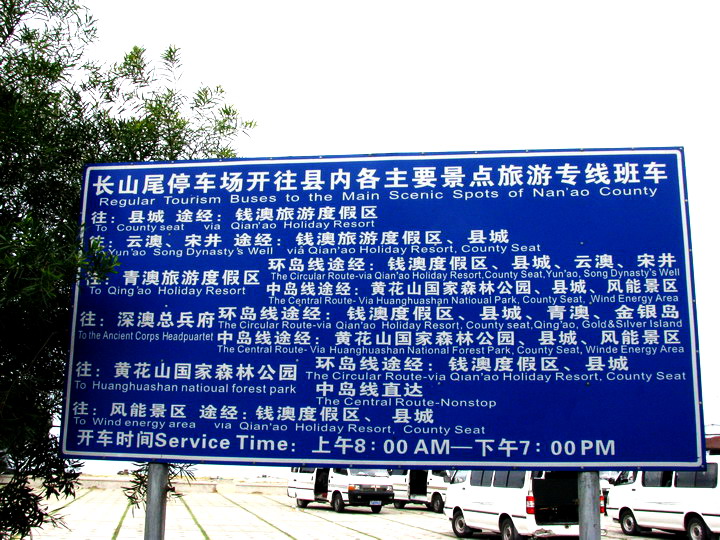 长山尾停车场开往县内各主要景点旅游专线班车
Regular Tourism Buses to the Main Scenic Spots of Nan'ao County
往：县城 途经：钱澳旅游度假区
To County seat via Qian'ao Holiday Resort
往：云澳、宋井 途经：钱澳旅游度假区、县城
To Yun'ao Song Dynasty's Well via Qian'ao Holiday Resort, County Seat
往：青澳旅游度假区 环岛线途经：钱澳度假区、县城、云澳、宋井
To Qing'ao Holiday Resort The Circular Route-via Qian'ao Holiday Resort,County Seat,Yun'ao, Song Dynasty's Well
中岛线途经：黄花山国家森林公园、县城、风能景区
The Central Route- Via Huanghuashan Natioual Park, County Seat, Wind Energy Area
往：深澳总兵府 环岛线途经：钱澳度假区、县城、青澳、金银岛
To the Ancient Corps Headpuartet The Circular Route-via Qian'ao Holiday Resort, County seat,Qing'ao, Gold&Silver Island
中岛线途经：黄花山国家森林公园、县城、风能景区
The Central Route- Via Huanghuashan National Forest Park, County Seat, Winde Energy Area
往：黄花山国家森林公园 环岛线途经：钱澳度假区、县城
To Huanghuashan natioual forest park The Circular Route-via Qian'ao Holiday Resort, County Seat
中岛线直达
The Central Route-Nonstop
往：风能景区 途经：钱澳度假区、县城
To Wind energy area via Qian'ao Holiday Resort, County Seat
开车时间Service Time：上午8：00 AM—下午7：00 PM